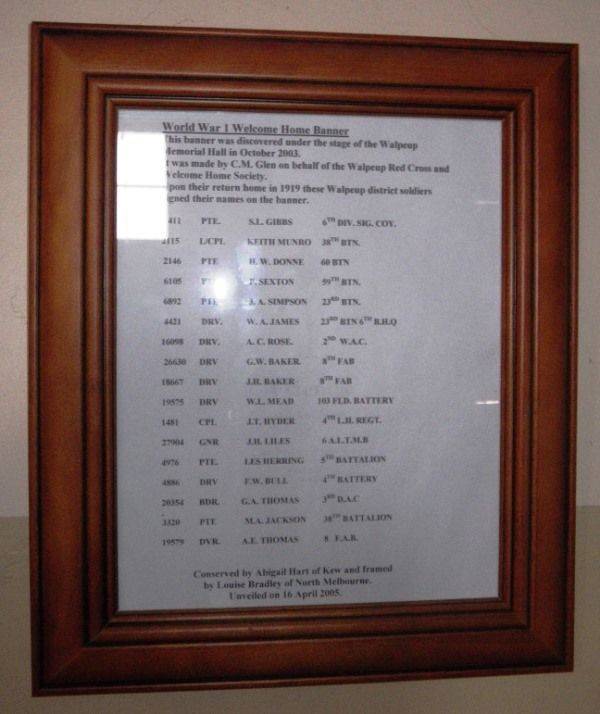 World War 1 Welcome Home Banner
This banner was discovered under the stage of the Walpeup
Memorial Hall in October 2003.
It was made by C.M. Glen on behalf of the Walpeup Red Cross and
Welcome Home Society.
Upon their return home in 1919 these Walpeup district soldiers
signed their names on the banner.
411 PTE. S.L. GIBBS 6TH DIV. SIG. COY.
2115 L/CPL KEITH MUNRO 38TH BTN.
2146 PTE H. W. DONNE 60 BTN
6105 F. SEXTON 59TH BTN.
6892 PTE J. A. SIMPSON 23RD BTN.
4421 DRV. W. A. JAMES 23RD BTN 6TH B.H.Q
16098 DRV. A. C. ROSE. 2ND W.A.C.
26630 DRV G.W. BAKER. 8TH FAB
18667 DRV J.H. BAKER 8TH FAB
19575 DRV W.L. MEAD 103 FLD. BATTERY
1481 CPL J.T. HYDER 4TH L.H. REGT.
27904 GNR J.H. LILES 6 A.L.T.M.B
4976 PTE. LES HERRING 5TH BATTALION
4886 DRV F.W. BULL 4TH BATTERY
20354 BDR. G.A. THOMAS 3RD D.A.C
3320 PTE M.A. JACKSON 38TH BATTALION
19579 DVR. A.E. THOMAS 8 F.A.B.
Conserved by Abigail Hart of Kew and framed
by Louise Bradley of North Melbourne.
Unveiled on 16 April 2005.